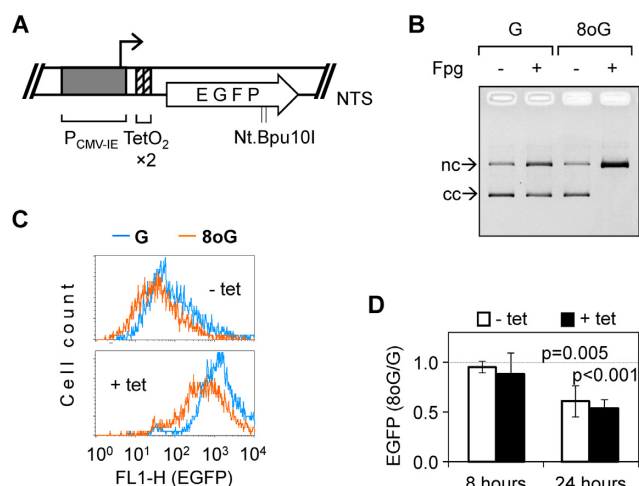 A
EGFP
NTS
P CMV-IE
TetO2
×2
Nt.Bpu10I
B
G 8oG
Fpg - + - +
nc→
cc→
C
G 8oG
- tet
+ tet
Cell count
10^0 10^1 10^2 10^3 10^4
FL1-H (EGFP)
D
- tet + tet
EGFP (8oG/G)
1.0
0.5
0.0
p=0.005
p<0.001
8 hours 24 hours